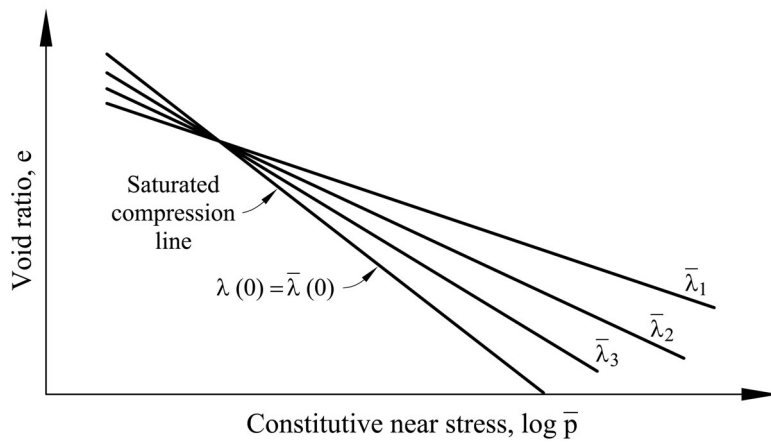 Void ratio, e
Saturated
compression
line
λ (0) = λ̅ (0)
λ̅₁
λ̅₂
λ̅₃
Constitutive near stress, log p̅